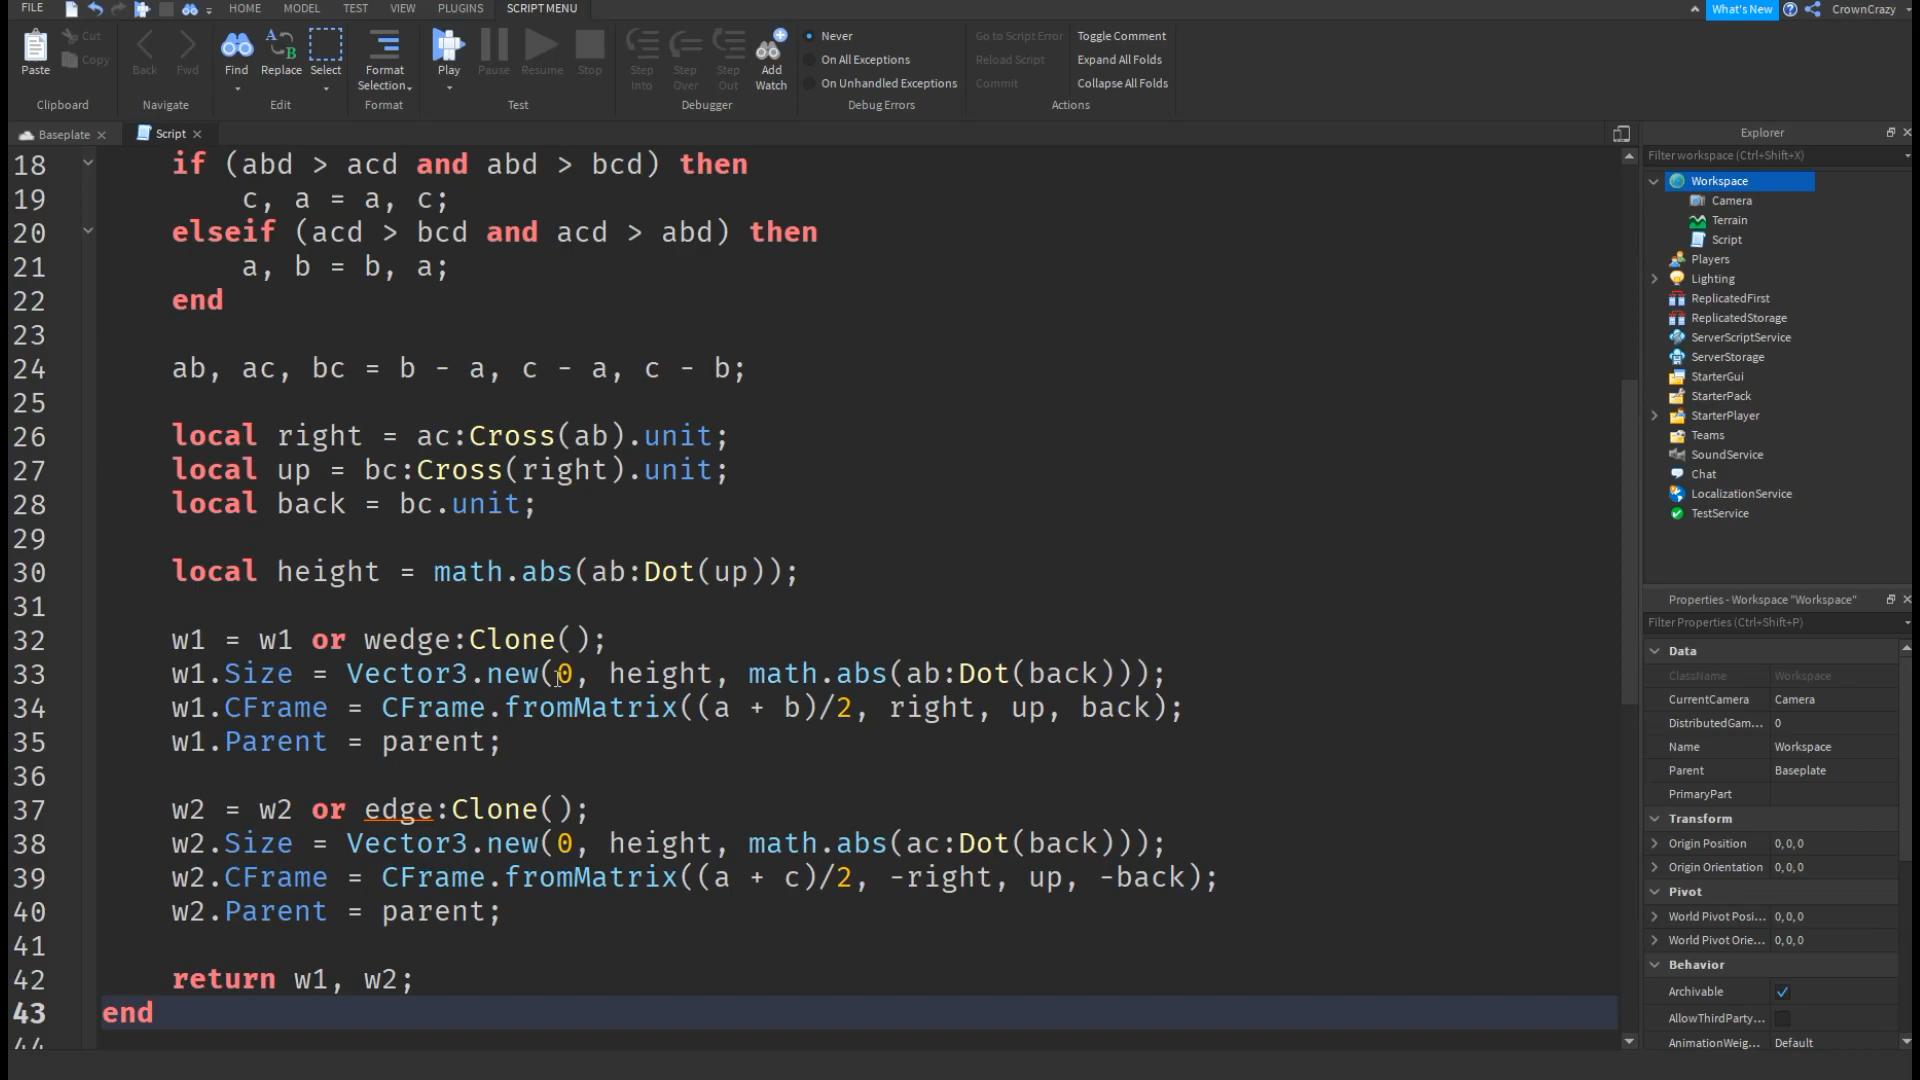 FILE HOME MODEL TEST VIEW PLUGINS SCRIPT MENU What's New CrownCrazy
Paste Cut Copy
Clipboard
Back Fwd
Navigate
Find Replace Select
Edit
Format Selection
Format
Play Pause Resume Stop
Test
Step Into Step Over Step Out Add Watch
Debugger
Never
On All Exceptions
On Unhandled Exceptions
Debug Errors
Go to Script Error
Reload Script
Commit
Toggle Comment
Expand All Folds
Collapse All Folds
Actions
Baseplate Script
18 if (abd > acd and abd > bcd) then
19 c, a = a, c;
20 elseif (acd > bcd and acd > abd) then
21 a, b = b, a;
22 end
23
24 ab, ac, bc = b - a, c - a, c - b;
25
26 local right = ac:Cross(ab).unit;
27 local up = bc:Cross(right).unit;
28 local back = bc.unit;
29
30 local height = math.abs(ab:Dot(up));
31
32 w1 = w1 or wedge:Clone();
33 w1.Size = Vector3.new(0, height, math.abs(ab:Dot(back)));
34 w1.CFrame = CFrame.fromMatrix((a + b)/2, right, up, back);
35 w1.Parent = parent;
36
37 w2 = w2 or edge:Clone();
38 w2.Size = Vector3.new(0, height, math.abs(ac:Dot(back)));
39 w2.CFrame = CFrame.fromMatrix((a + c)/2, -right, up, -back);
40 w2.Parent = parent;
41
42 return w1, w2;
43 end
44
Explorer
Filter workspace (Ctrl+Shift+X)
Workspace
Camera
Terrain
Script
Players
Lighting
ReplicatedFirst
ReplicatedStorage
ServerScriptService
ServerStorage
StarterGui
StarterPack
StarterPlayer
Teams
SoundService
Chat
LocalizationService
TestService
Properties - Workspace "Workspace"
Filter Properties (Ctrl+Shift+P)
Data
ClassName Workspace
CurrentCamera Camera
DistributedGam... 0
Name Workspace
Parent Baseplate
PrimaryPart
Transform
Origin Position 0, 0, 0
Origin Orientation 0, 0, 0
Pivot
World Pivot Posi... 0, 0, 0
World Pivot Orie... 0, 0, 0
Behavior
Archivable
AllowThirdParty...
AnimationWeig... Default